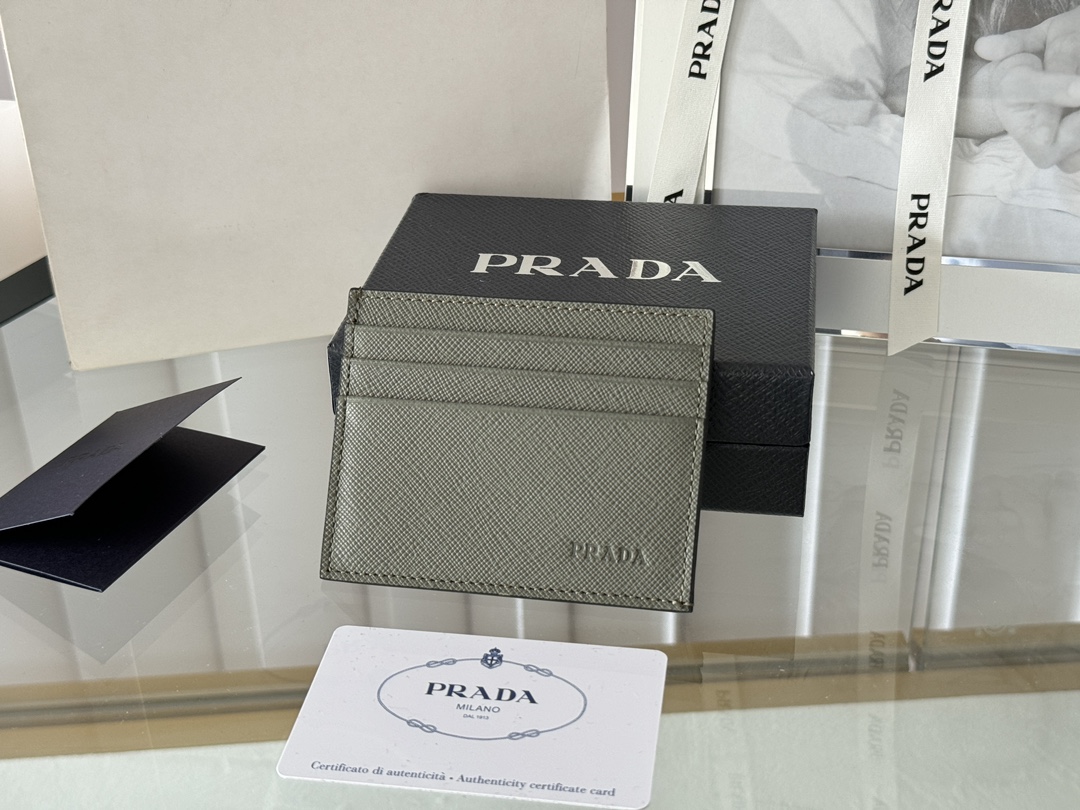 PRADA
PRADA
PRADA
PRADA
PRADA
PRADA
MILANO
DAL 1913
Certificato di autenticità • Authenticity certificate card